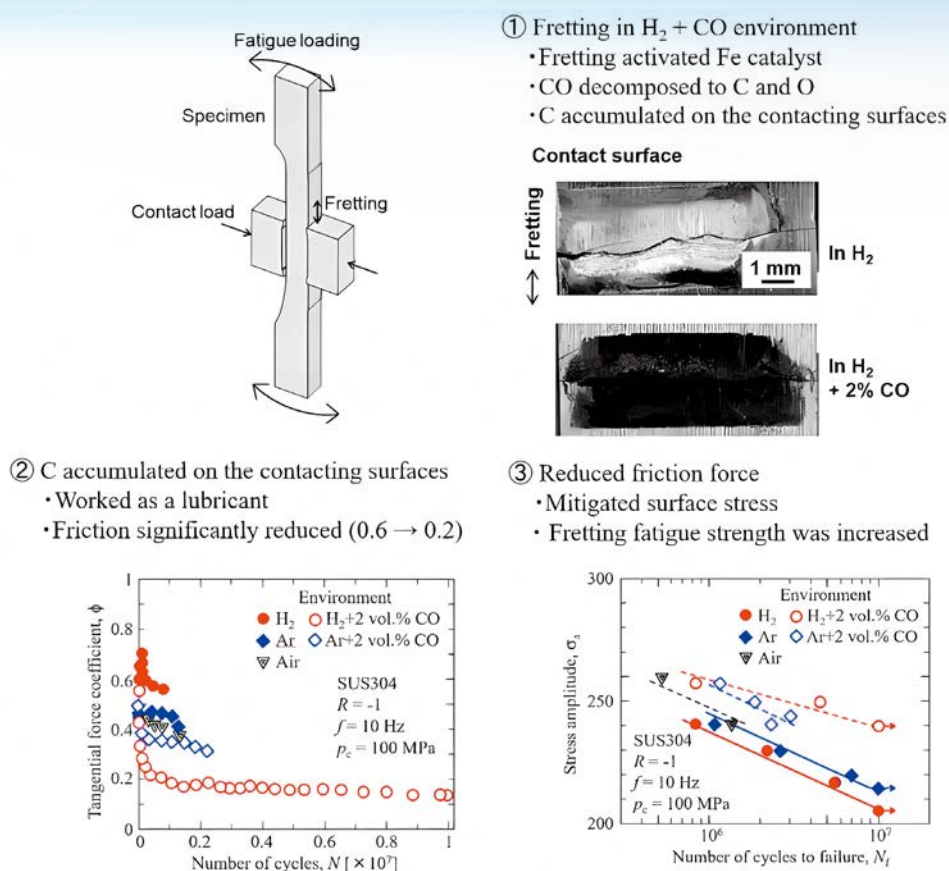 Fatigue loading
Specimen
Contact load
Fretting
① Fretting in H₂ + CO environment
・Fretting activated Fe catalyst
・CO decomposed to C and O
・C accumulated on the contacting surfaces
Contact surface
Fretting
1 mm
In H₂
In H₂
+ 2% CO
② C accumulated on the contacting surfaces
・Worked as a lubricant
・Friction significantly reduced (0.6 → 0.2)
Tangential force coefficient, ϕ
1
0.8
0.6
0.4
0.2
0
Environment
H₂ H₂+2 vol.% CO
Ar Ar+2 vol.% CO
Air
SUS304
R = -1
f = 10 Hz
p_c = 100 MPa
0 0.2 0.4 0.6 0.8 1
Number of cycles, N [ × 10⁷]
③ Reduced friction force
・Mitigated surface stress
・Fretting fatigue strength was increased
Stress amplitude, σₐ
300
250
200
Environment
H₂ H₂+2 vol.% CO
Ar Ar+2 vol.% CO
Air
SUS304
R = -1
f = 10 Hz
p_c = 100 MPa
10⁶ 10⁷
Number of cycles to failure, N_f